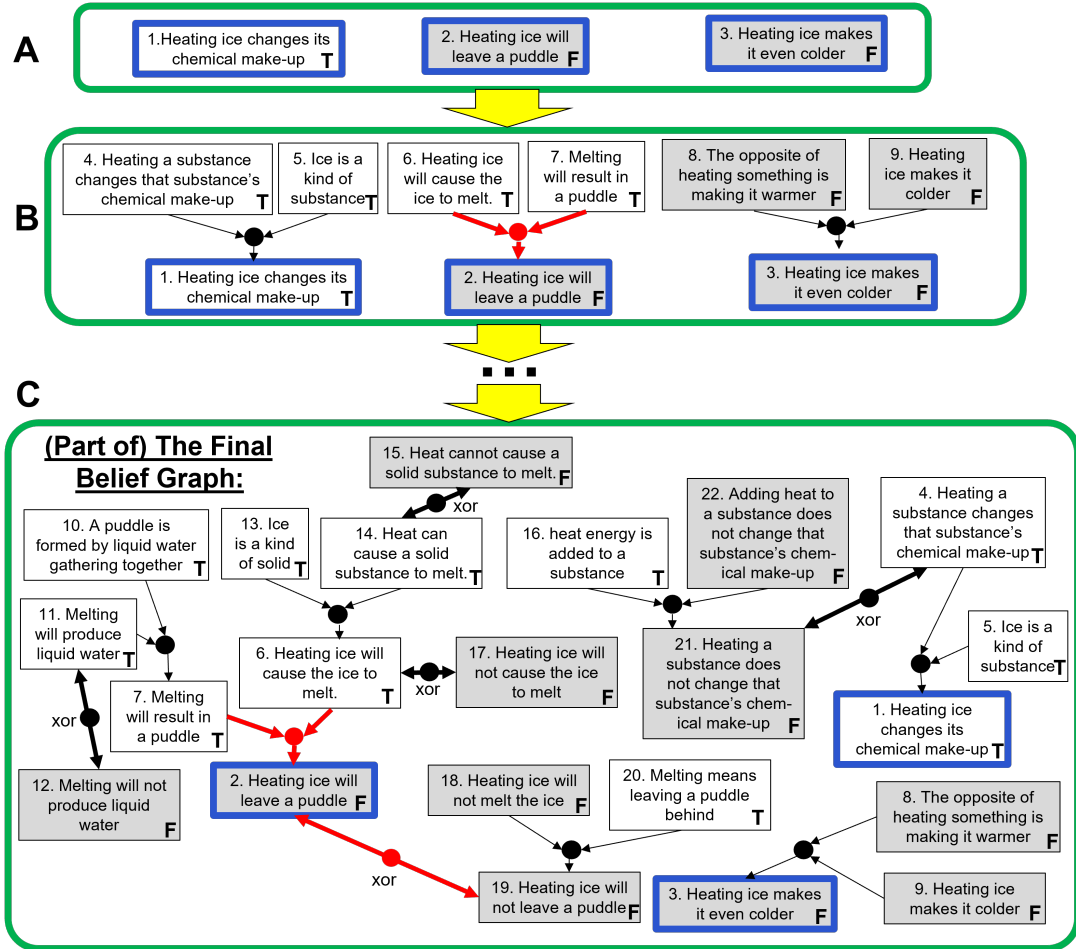 A
1.Heating ice changes its
chemical make-up T
2. Heating ice will
leave a puddle F
3. Heating ice makes
it even colder F
B
4. Heating a substance
changes that substance's
chemical make-up T
5. Ice is a
kind of
substance T
6. Heating ice
will cause the
ice to melt. T
7. Melting
will result in
a puddle T
8. The opposite of
heating something is
making it warmer F
9. Heating
ice makes it
colder F
1. Heating ice changes its
chemical make-up T
2. Heating ice will
leave a puddle F
3. Heating ice makes
it even colder F
C
(Part of) The Final
Belief Graph:
15. Heat cannot cause a
solid substance to melt. F
xor
10. A puddle is
formed by liquid water
gathering together T
13. Ice
is a kind
of solid T
14. Heat can
cause a solid
substance to melt. T
16. heat energy is
added to a
substance T
22. Adding heat to
a substance does
not change that
substance's chem-
ical make-up F
4. Heating a
substance changes
that substance's
chemical make-up T
xor
11. Melting
will produce
liquid water T
6. Heating ice will
cause the ice to
melt. T
xor
17. Heating ice will
not cause the ice
to melt F
21. Heating a
substance does
not change that
substance's chem-
ical make-up F
5. Ice is a
kind of
substance T
xor
7. Melting
will result in
a puddle T
1. Heating ice
changes its
chemical make-up T
12. Melting will not
produce liquid
water F
2. Heating ice will
leave a puddle F
18. Heating ice will
not melt the ice F
20. Melting means
leaving a puddle
behind T
8. The opposite of
heating something is
making it warmer F
xor
19. Heating ice will
not leave a puddle F
3. Heating ice makes
it even colder F
9. Heating ice
makes it colder F